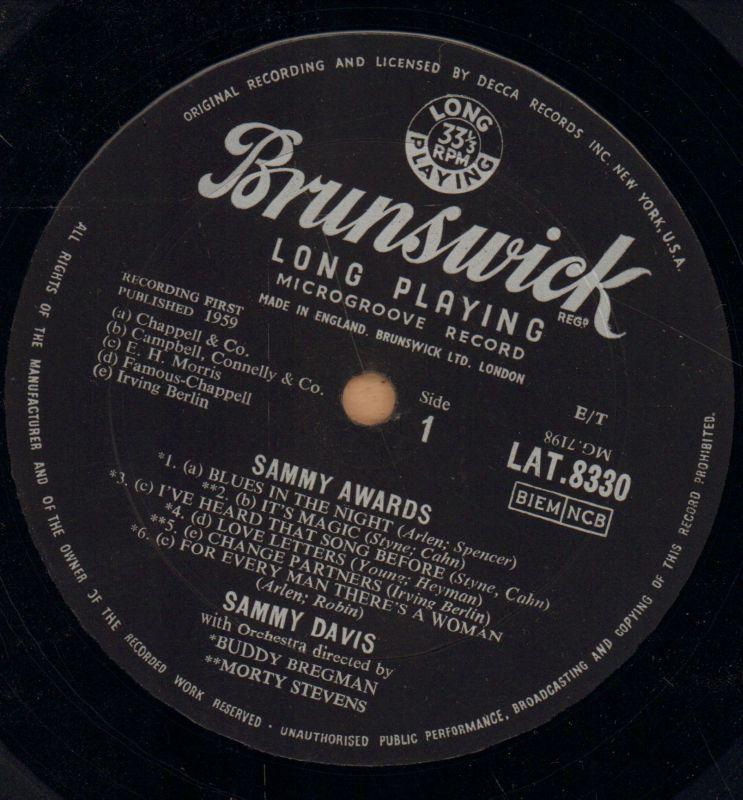 ORIGINAL RECORDING AND LICENSED BY DECCA RECORDS INC. NEW YORK, U.S.A.
LONG
33⅓
RPM
PLAYING
Brunswick
REGD
LONG PLAYING
MICROGROOVE RECORD
MADE IN ENGLAND. BRUNSWICK LTD. LONDON
RECORDING FIRST
PUBLISHED 1959
(a) Chappell & Co.
(b) Campbell, Connelly & Co.
(c) E. H. Morris
(d) Famous-Chappell
(e) Irving Berlin
Side
1
E/T
MG.7198
LAT.8330
BIEM NCB
SAMMY AWARDS
*1. (a) BLUES IN THE NIGHT (Arlen; Spencer)
**2. (b) IT'S MAGIC (Styne; Cahn)
*3. (c) I'VE HEARD THAT SONG BEFORE (Styne, Cahn)
*4. (d) LOVE LETTERS (Young; Heyman)
**5. (e) CHANGE PARTNERS (Irving Berlin)
*6. (c) FOR EVERY MAN THERE'S A WOMAN
(Arlen; Robin)
SAMMY DAVIS
with Orchestra directed by
*BUDDY BREGMAN
**MORTY STEVENS
ALL RIGHTS OF THE MANUFACTURER AND OF THE OWNER OF THE RECORDED WORK RESERVED · UNAUTHORISED PUBLIC PERFORMANCE, BROADCASTING AND COPYING OF THIS RECORD PROHIBITED.